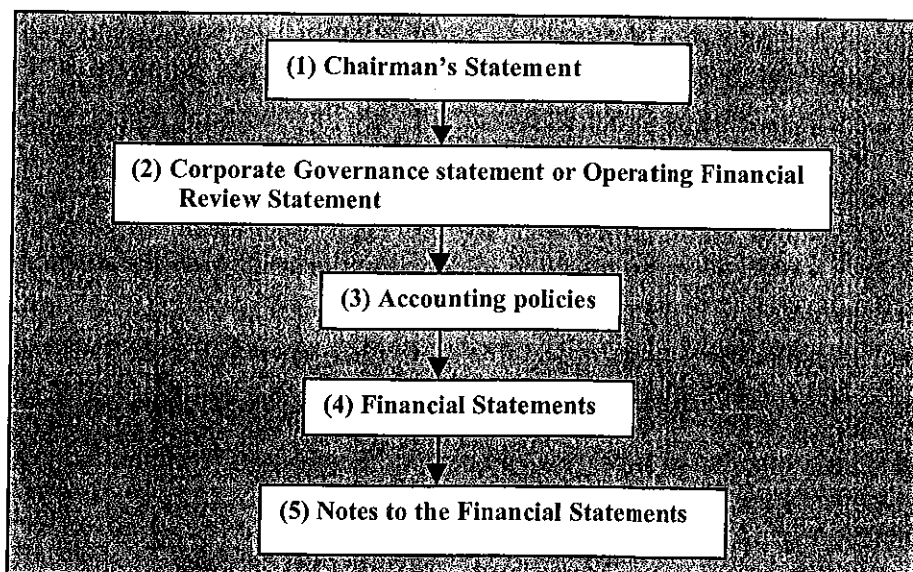 (1) Chairman's Statement
(2) Corporate Governance statement or Operating Financial
Review Statement
(3) Accounting policies
(4) Financial Statements
(5) Notes to the Financial Statements